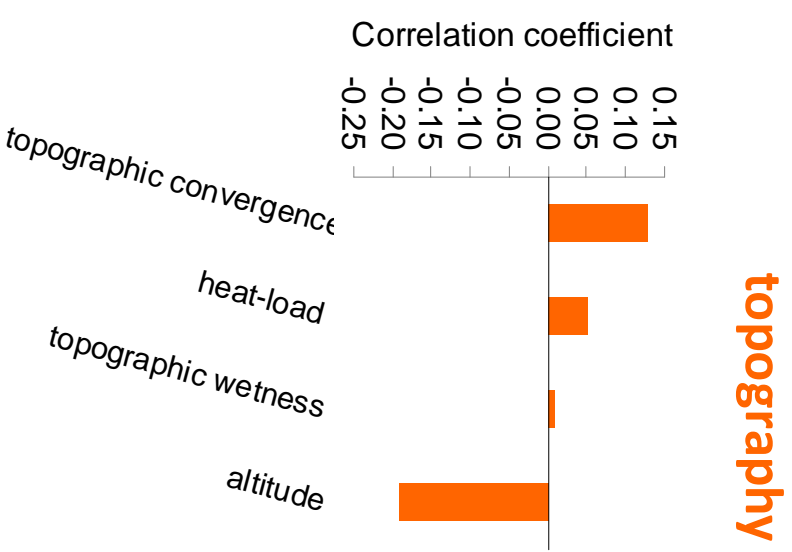 Correlation coefficient
-0.25
-0.20
-0.15
-0.10
-0.05
0.00
0.05
0.10
0.15
topographic convergence
heat-load
topographic wetness
altitude
topography